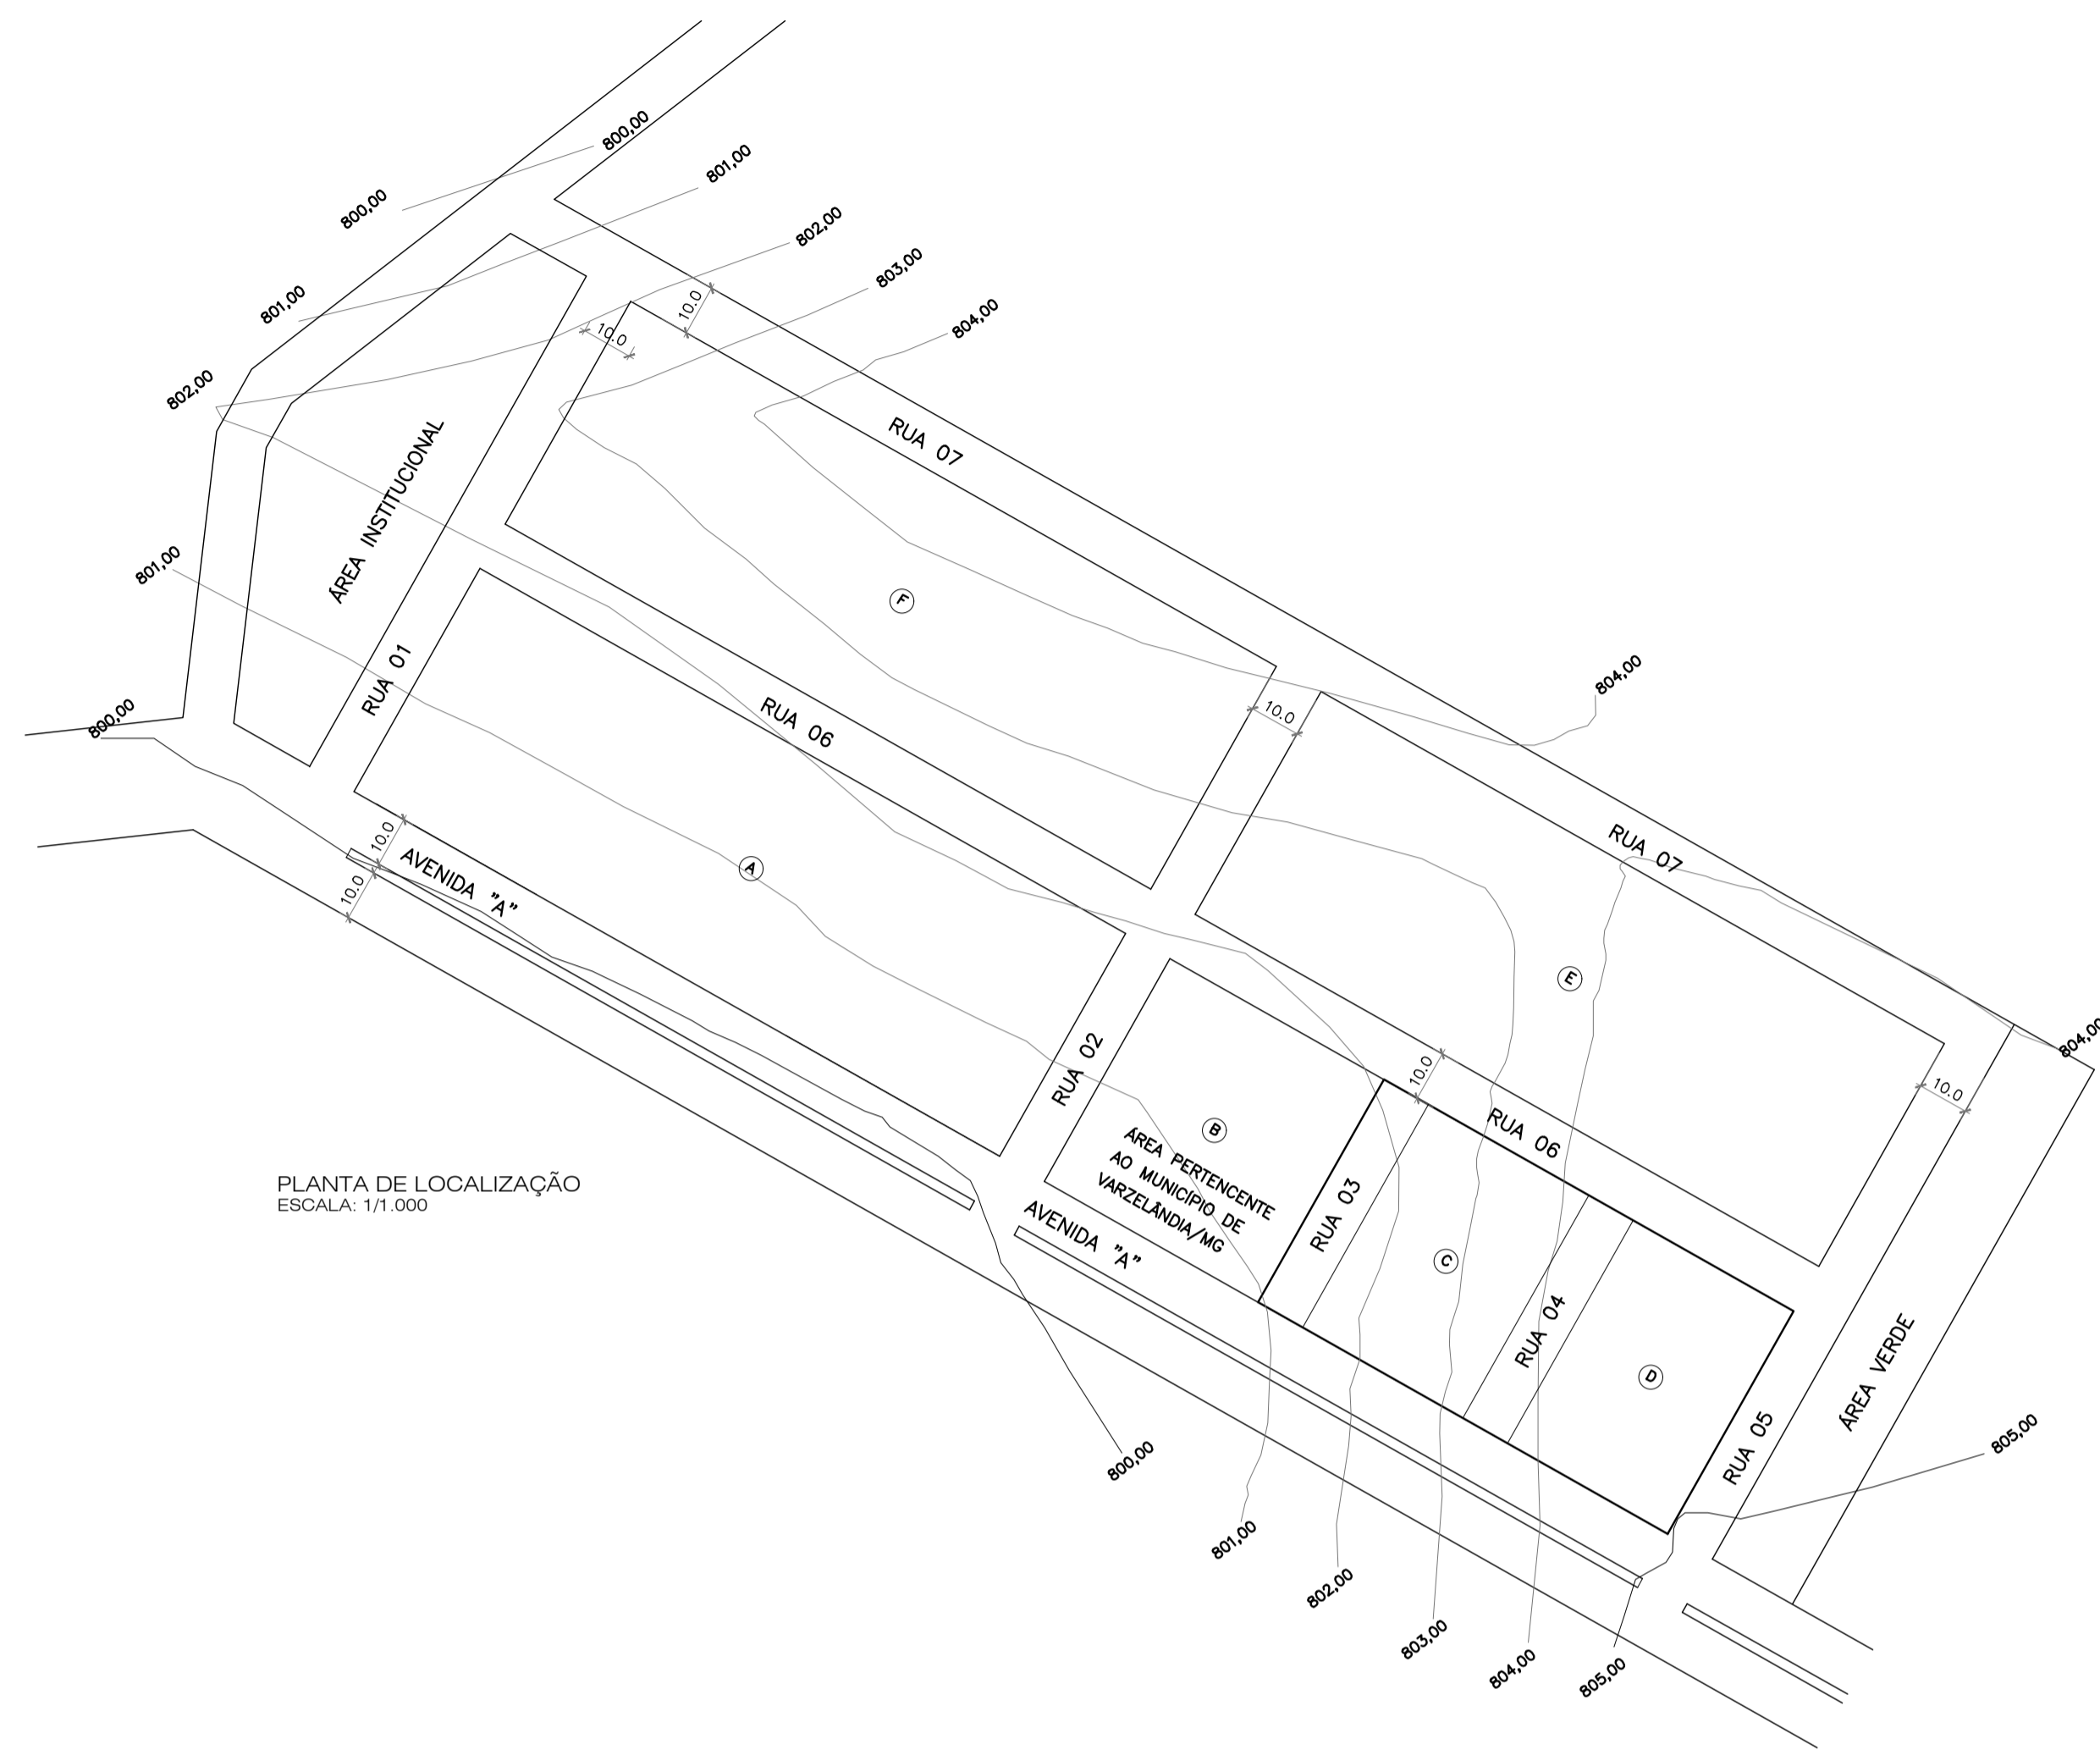 800,00
800,00
801,00
802,00
803,00
801,00
804,00
10.0
10.0
802,00
RUA 07
ÁREA INSTITUCIONAL
801,00
F
RUA 01
804,00
800,00
RUA 06
10.0
10.0
AVENIDA "A"
10.0
A
RUA 07
E
804,00
RUA 02
10.0
10.0
B
RUA 06
ÁREA PERTENCENTE
AO MUNICÍPIO DE
VARZELÂNDIA/MG
PLANTA DE LOCALIZAÇÃO
ESCALA: 1/1.000
RUA 03
AVENIDA "A"
C
RUA 04
D
ÁREA VERDE
RUA 05
805,00
800,00
801,00
802,00
803,00
804,00
805,00